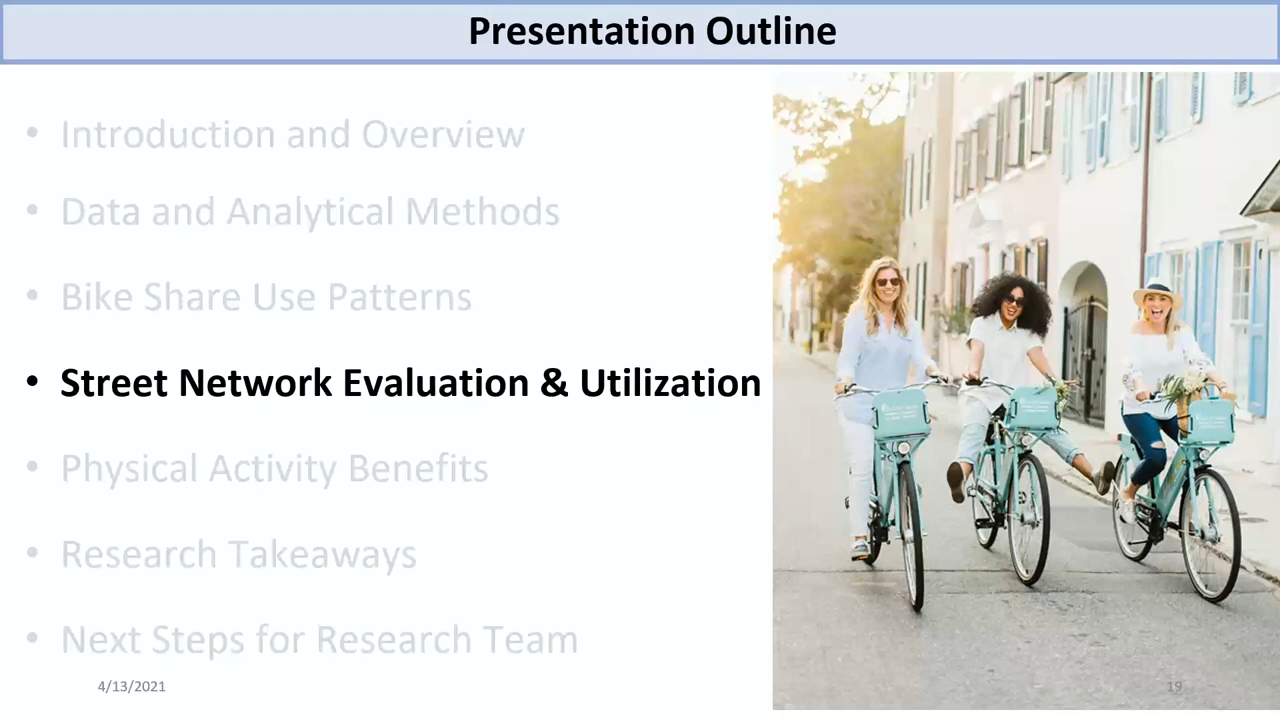 Presentation Outline
• Introduction and Overview
• Data and Analytical Methods
• Bike Share Use Patterns
• Street Network Evaluation & Utilization
• Physical Activity Benefits
• Research Takeaways
• Next Steps for Research Team
4/13/2021
19